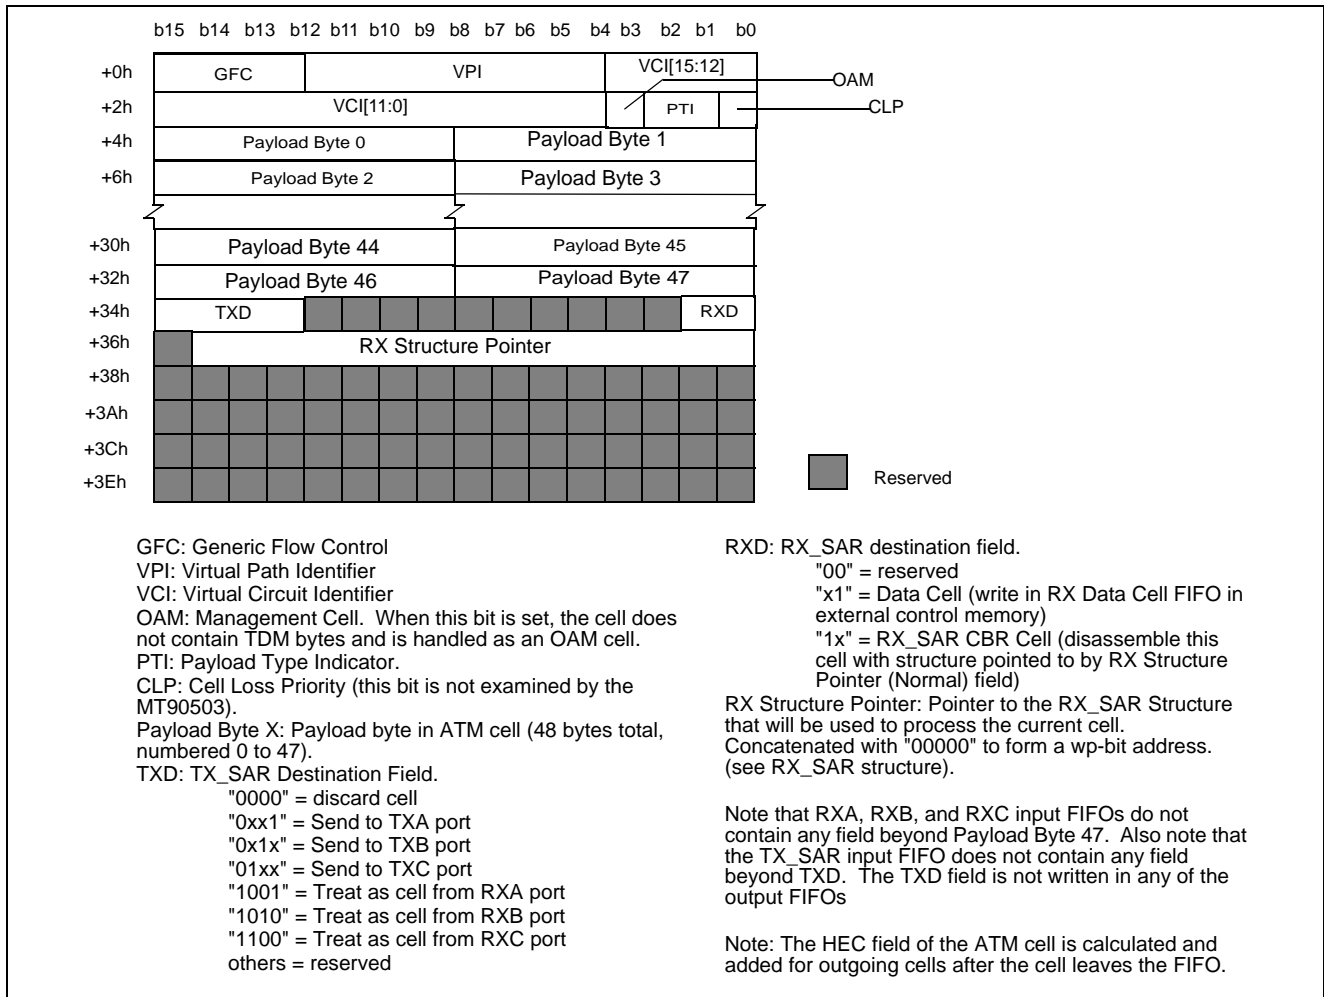 b15 b14 b13 b12 b11 b10 b9 b8 b7 b6 b5 b4 b3 b2 b1 b0
+0h GFC VPI VCI[15:12]
OAM
+2h VCI[11:0] PTI CLP
+4h Payload Byte 0 Payload Byte 1
+6h Payload Byte 2 Payload Byte 3
+30h Payload Byte 44 Payload Byte 45
+32h Payload Byte 46 Payload Byte 47
+34h TXD RXD
+36h RX Structure Pointer
+38h
+3Ah
+3Ch
+3Eh
Reserved
GFC: Generic Flow Control
VPI: Virtual Path Identifier
VCI: Virtual Circuit Identifier
OAM: Management Cell. When this bit is set, the cell does
not contain TDM bytes and is handled as an OAM cell.
PTI: Payload Type Indicator.
CLP: Cell Loss Priority (this bit is not examined by the
MT90503).
Payload Byte X: Payload byte in ATM cell (48 bytes total,
numbered 0 to 47).
TXD: TX_SAR Destination Field.
"0000" = discard cell
"0xx1" = Send to TXA port
"0x1x" = Send to TXB port
"01xx" = Send to TXC port
"1001" = Treat as cell from RXA port
"1010" = Treat as cell from RXB port
"1100" = Treat as cell from RXC port
others = reserved
RXD: RX_SAR destination field.
"00" = reserved
"x1" = Data Cell (write in RX Data Cell FIFO in
external control memory)
"1x" = RX_SAR CBR Cell (disassemble this
cell with structure pointed to by RX Structure
Pointer (Normal) field)
RX Structure Pointer: Pointer to the RX_SAR Structure
that will be used to process the current cell.
Concatenated with "00000" to form a wp-bit address.
(see RX_SAR structure).
Note that RXA, RXB, and RXC input FIFOs do not
contain any field beyond Payload Byte 47. Also note that
the TX_SAR input FIFO does not contain any field
beyond TXD. The TXD field is not written in any of the
output FIFOs
Note: The HEC field of the ATM cell is calculated and
added for outgoing cells after the cell leaves the FIFO.